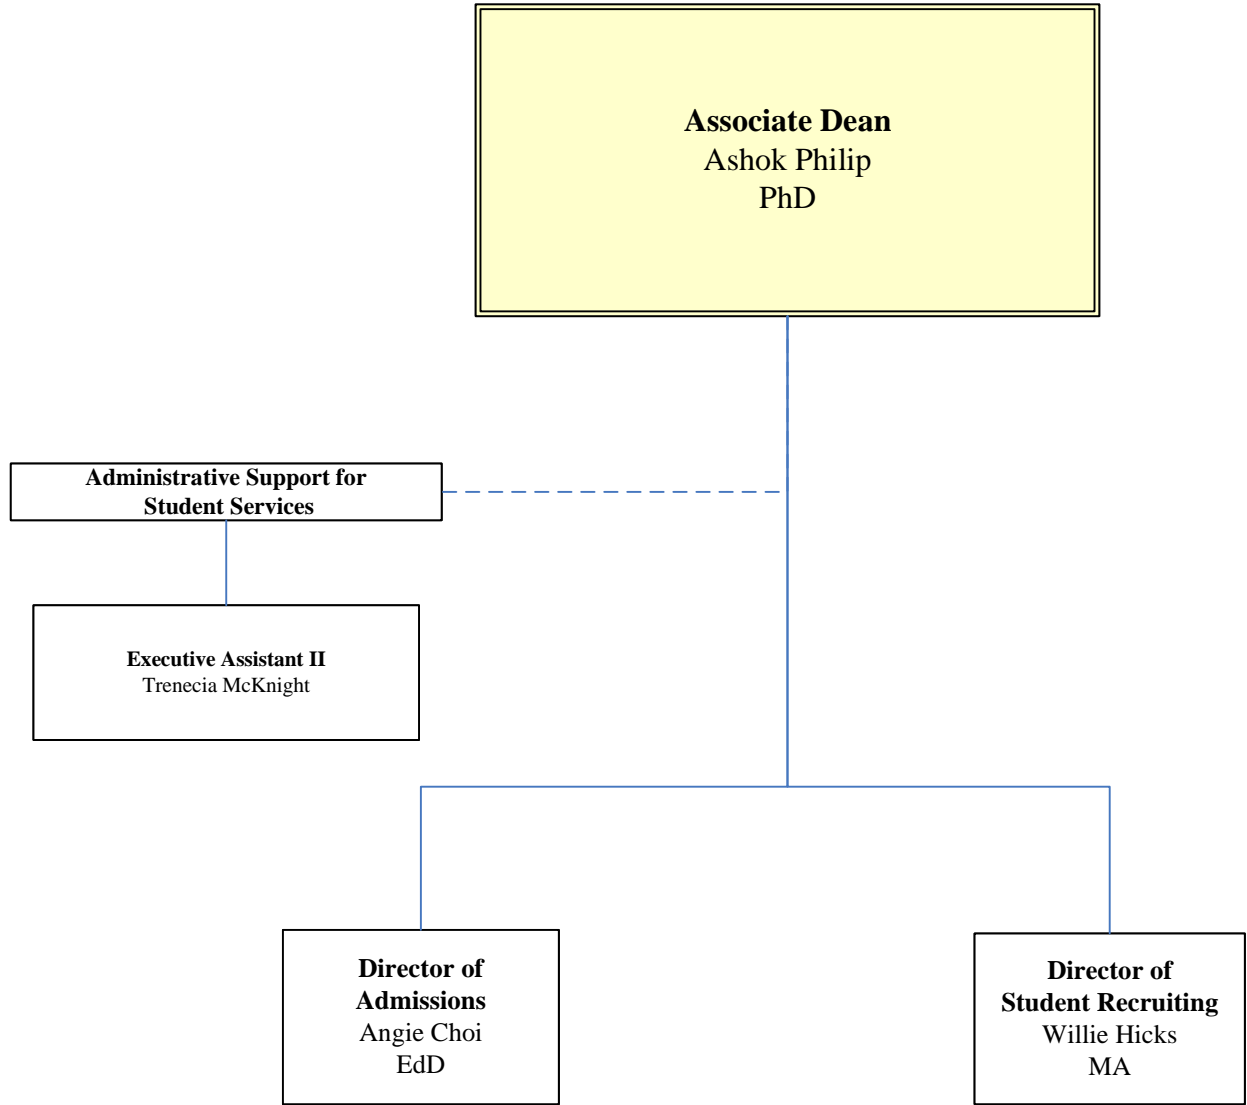 Associate Dean
Ashok Philip
PhD
Administrative Support for
Student Services
Executive Assistant II
Trenecia McKnight
Director of
Admissions
Angie Choi
EdD
Director of
Student Recruiting
Willie Hicks
MA